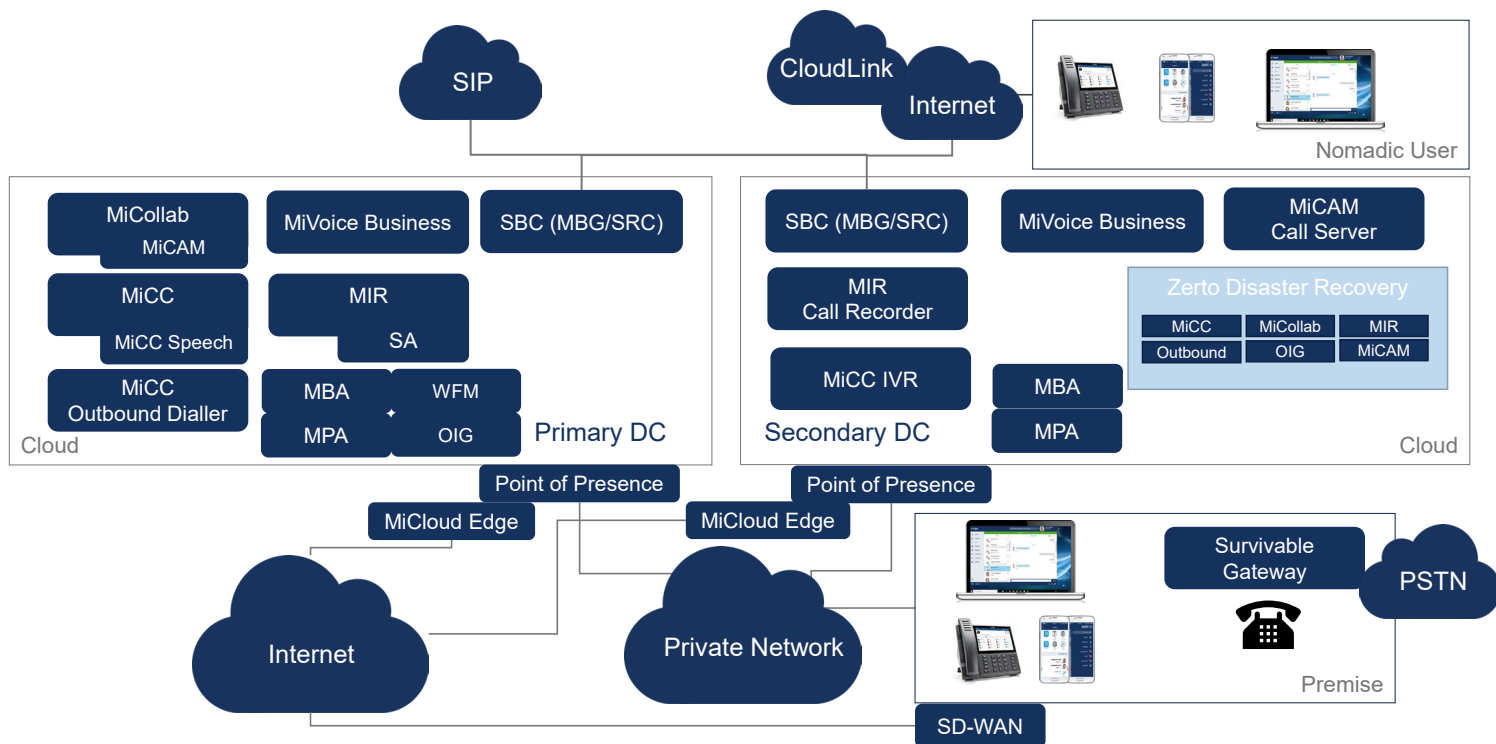 SIP
CloudLink
Internet
Nomadic User
MiCollab
MiCAM
MiVoice Business
SBC (MBG/SRC)
MiCC
MiCC Speech
MIR
SA
MiCC
Outbound Dialler
MBA
WFM
MPA
OIG
Primary DC
Cloud
SBC (MBG/SRC)
MiVoice Business
MiCAM
Call Server
MIR
Call Recorder
Zerto Disaster Recovery
MiCC
MiCollab
MIR
Outbound
OIG
MiCAM
MiCC IVR
MBA
MPA
Secondary DC
Cloud
Point of Presence
MiCloud Edge
Point of Presence
MiCloud Edge
Internet
Private Network
Survivable
Gateway
PSTN
Premise
SD-WAN